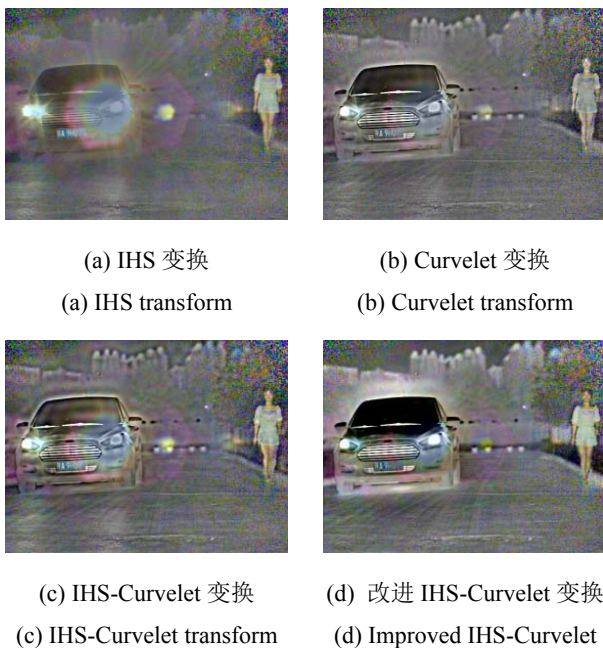 (a) IHS 变换
(b) Curvelet 变换
(a) IHS transform
(b) Curvelet transform
(c) IHS-Curvelet 变换
(d) 改进 IHS-Curvelet 变换
(c) IHS-Curvelet transform
(d) Improved IHS-Curvelet